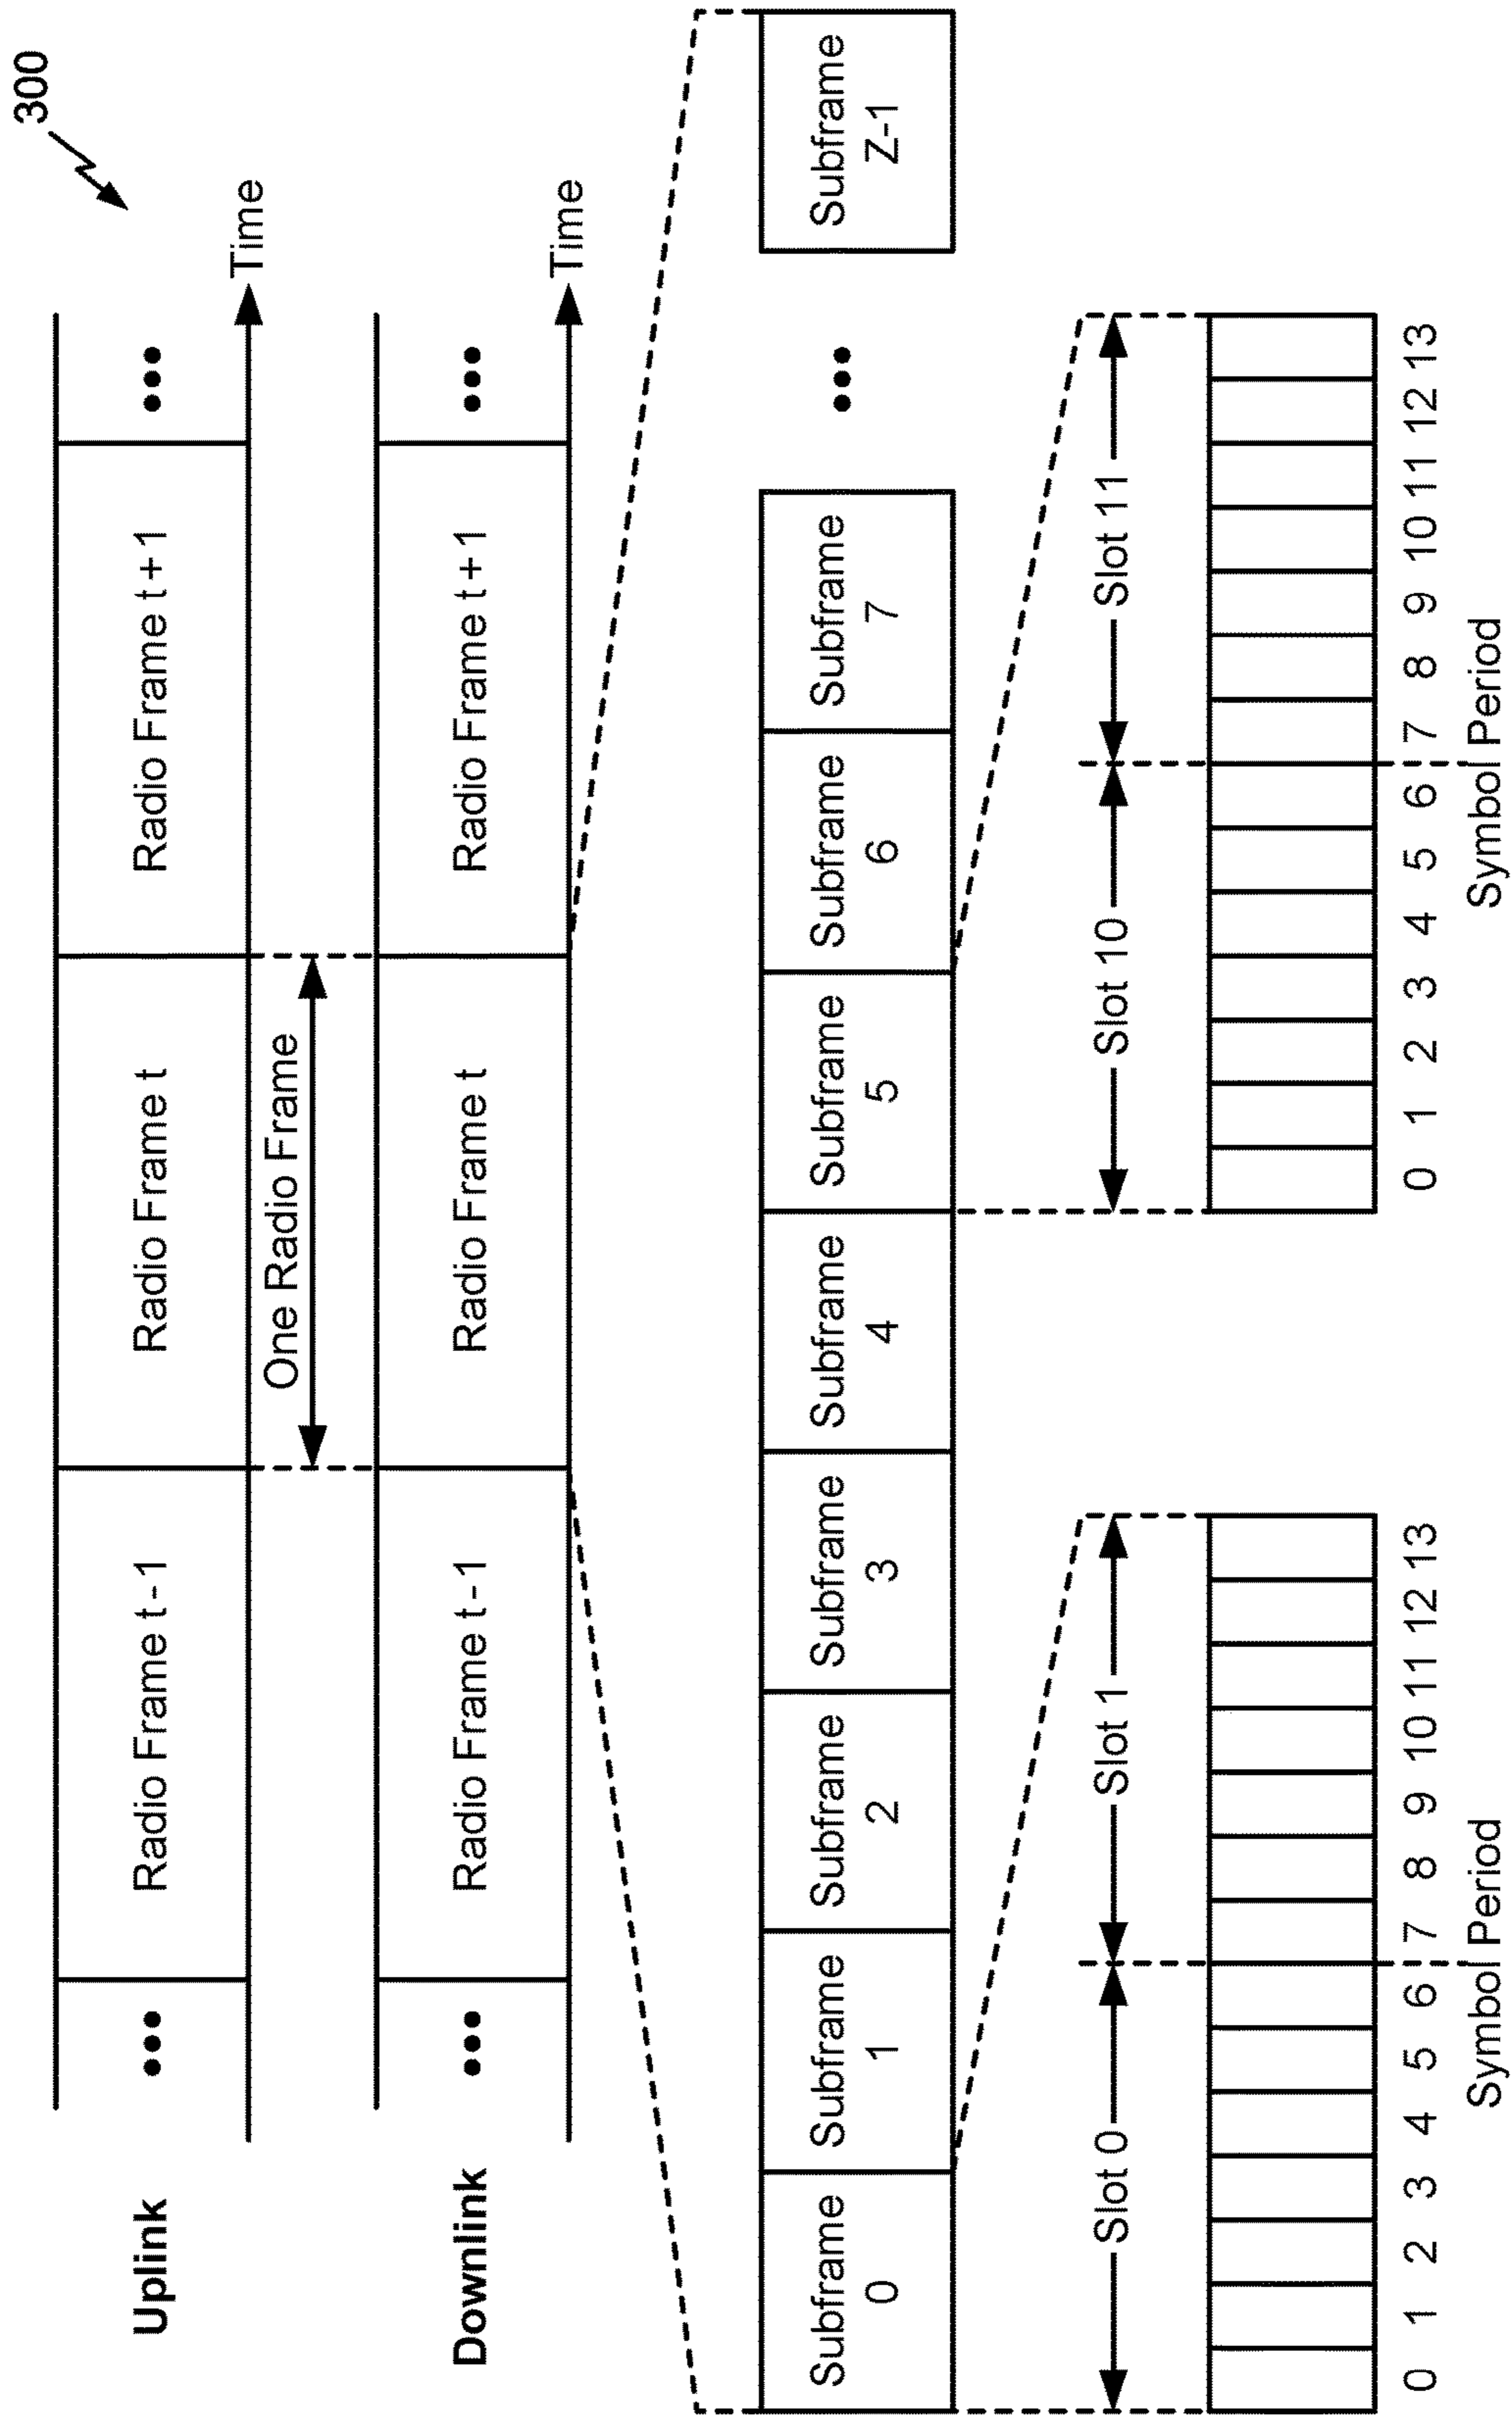 300
Uplink ••• Radio Frame t-1 Radio Frame t Radio Frame t+1 •••
Time
One Radio Frame
Downlink ••• Radio Frame t-1 Radio Frame t Radio Frame t+1 •••
Time
Subframe 0 Subframe 1 Subframe 2 Subframe 3 Subframe 4 Subframe 5 Subframe 6 Subframe 7 ••• Subframe Z-1
Slot 0 Slot 1 Slot 10 Slot 11
0 1 2 3 4 5 6 7 8 9 10 11 12 13 0 1 2 3 4 5 6 7 8 9 10 11 12 13
Symbol Period Symbol Period